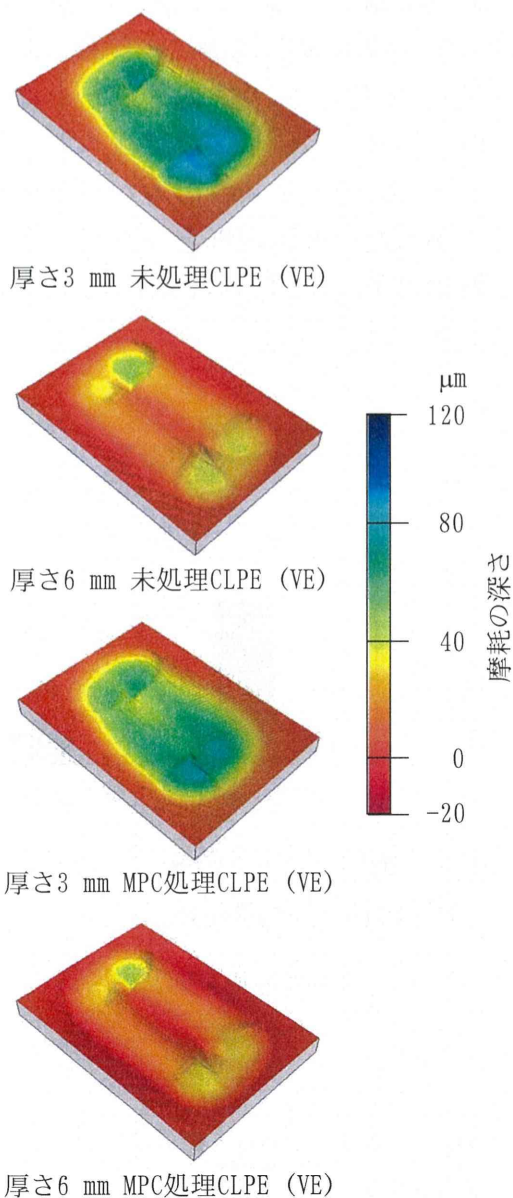 厚さ3 mm 未処理CLPE (VE)
厚さ6 mm 未処理CLPE (VE)
厚さ3 mm MPC処理CLPE (VE)
厚さ6 mm MPC処理CLPE (VE)
μm
120
80
40
0
-20
摩耗の深さ